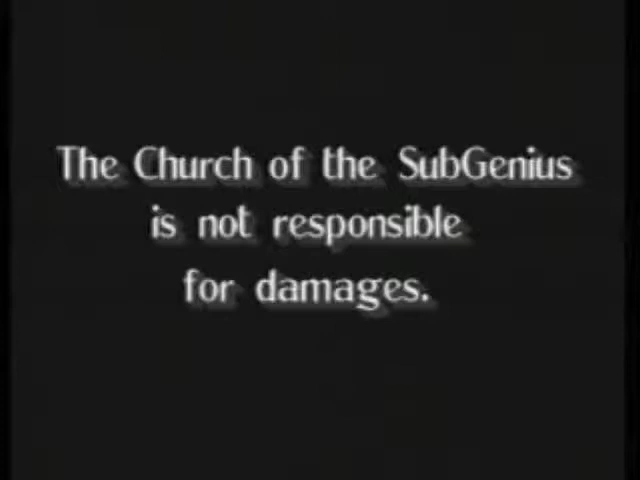 The Church of the SubGenius
is not responsible
for damages.